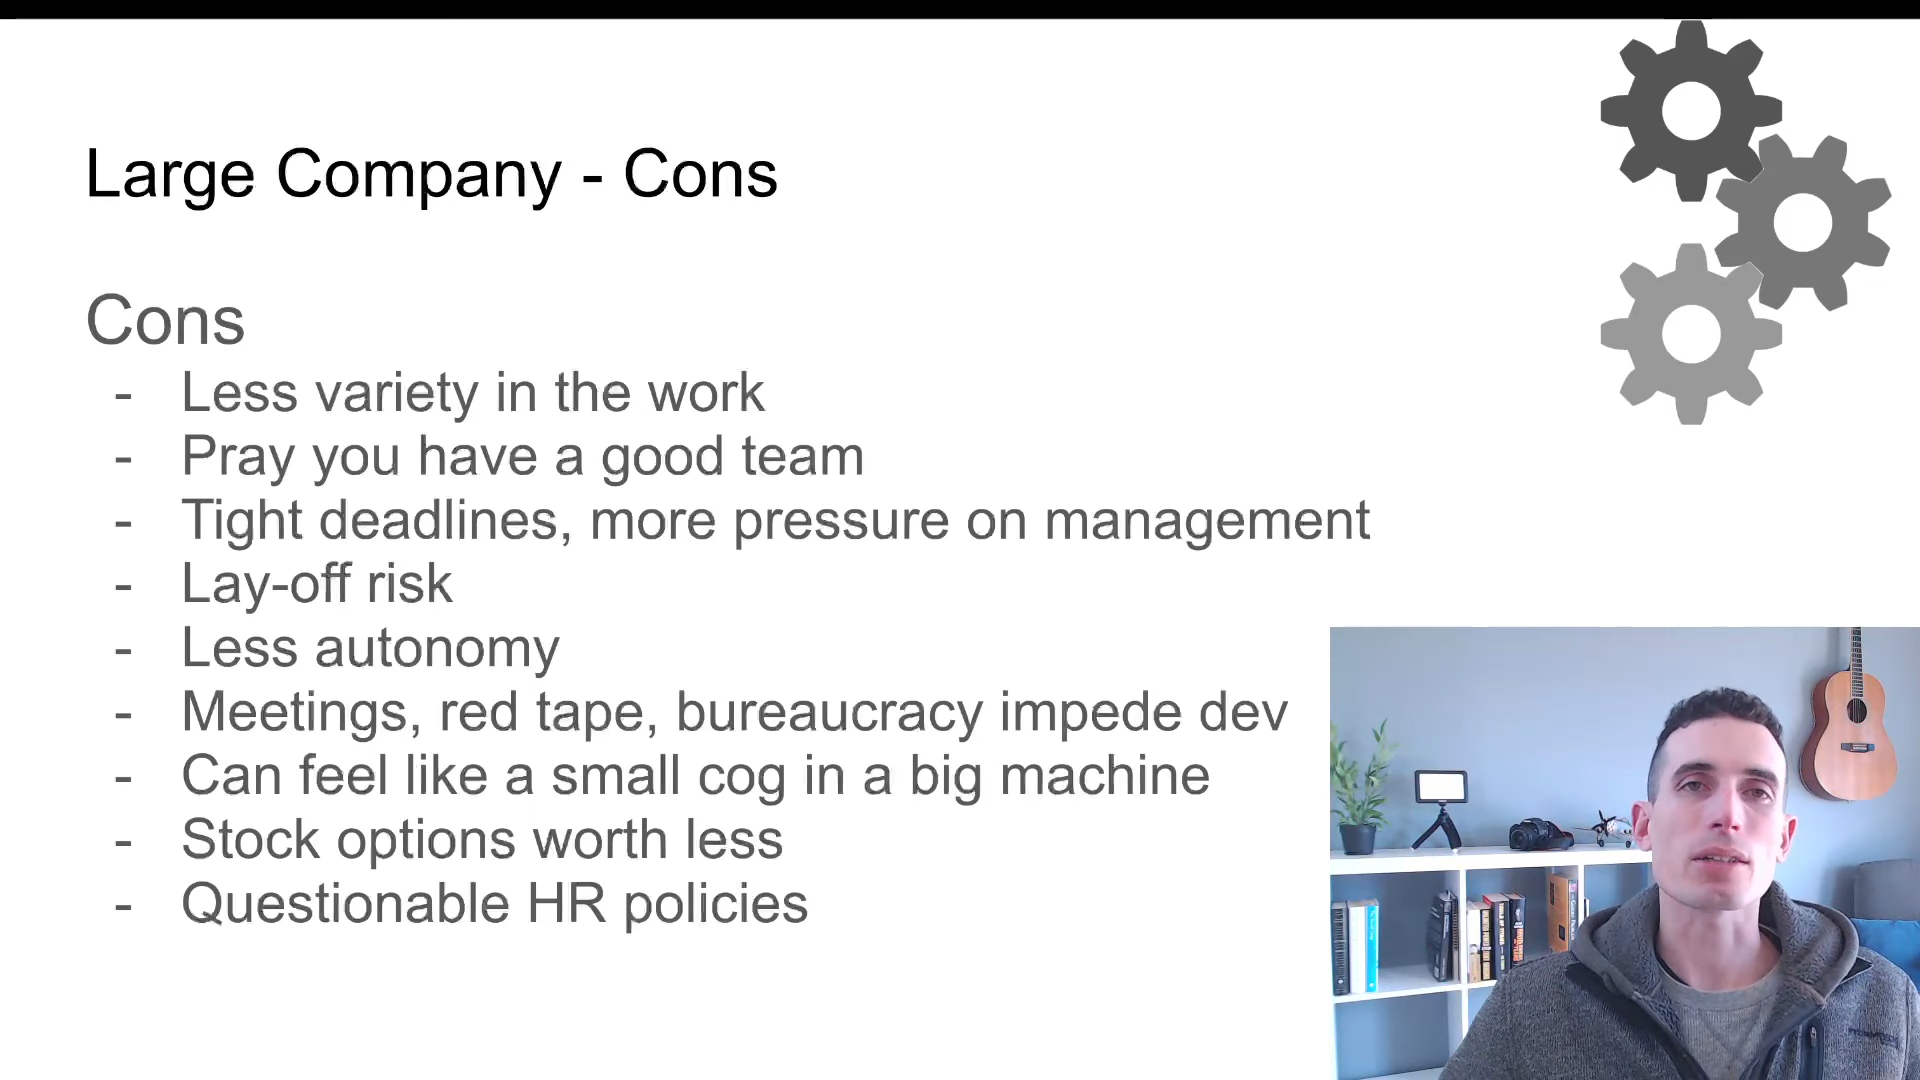 Large Company - Cons
Cons
- Less variety in the work
- Pray you have a good team
- Tight deadlines, more pressure on management
- Lay-off risk
- Less autonomy
- Meetings, red tape, bureaucracy impede dev
- Can feel like a small cog in a big machine
- Stock options worth less
- Questionable HR policies